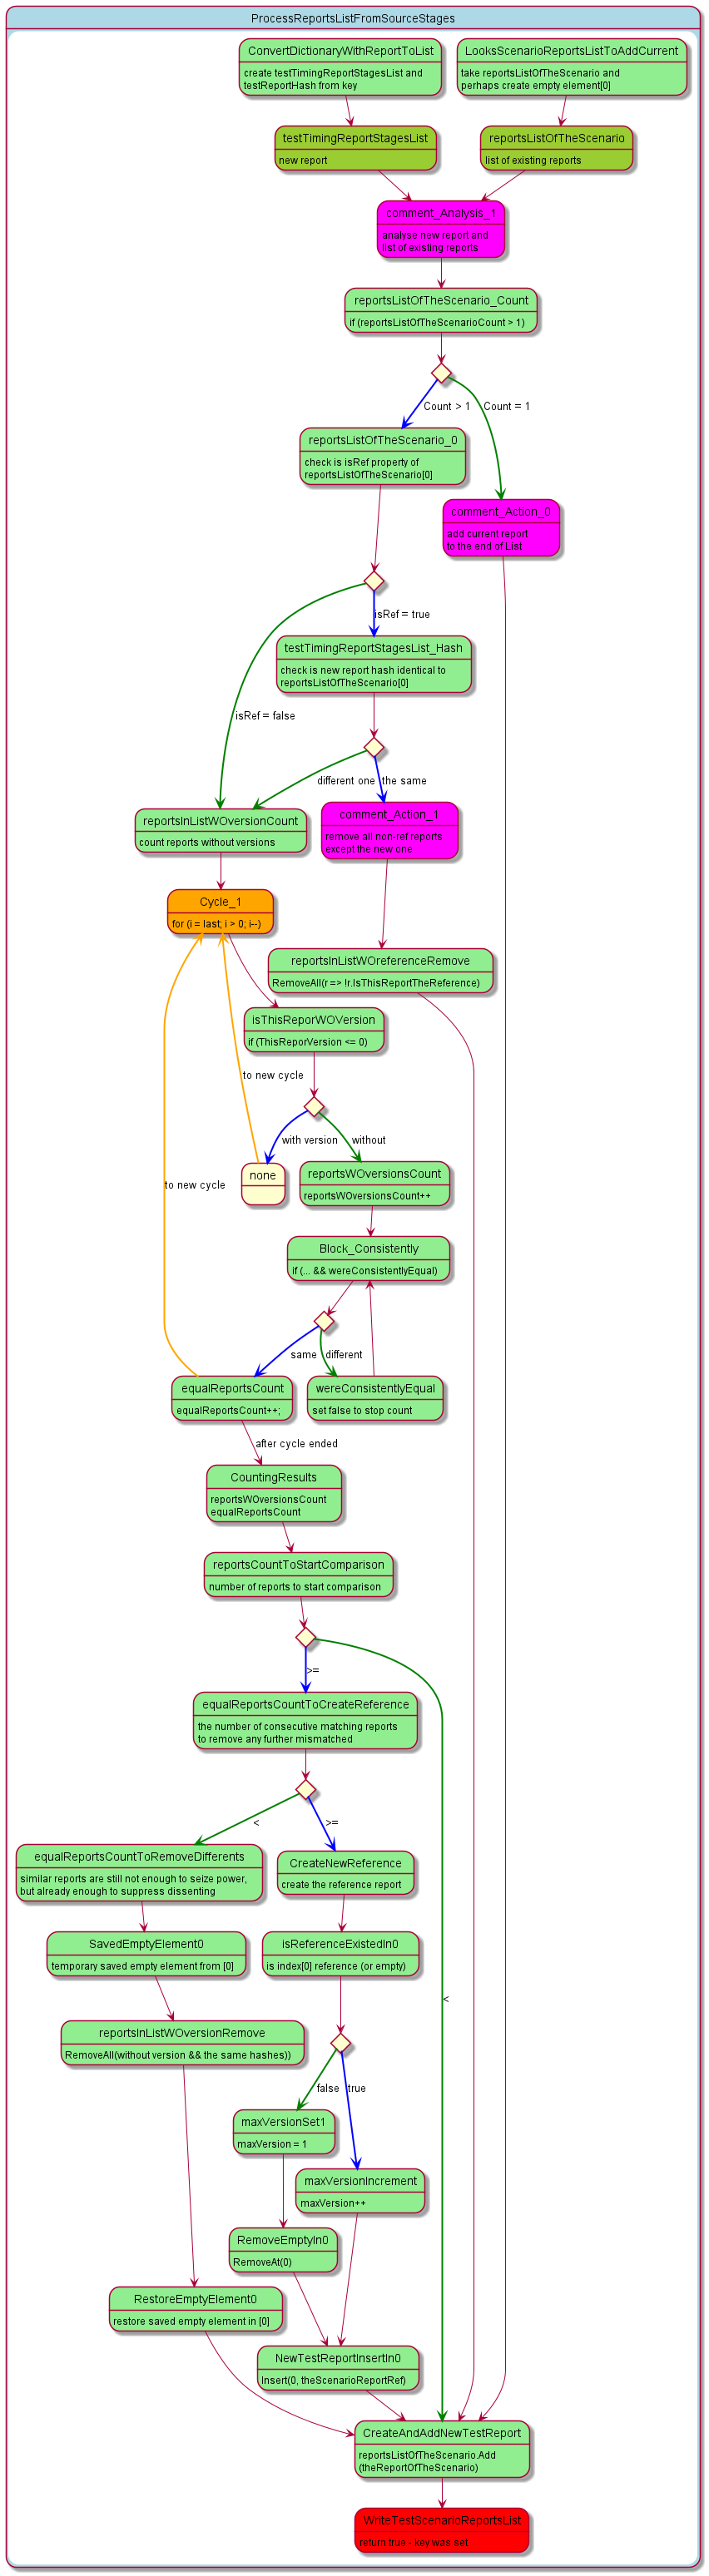 ProcessReportsListFromSourceStages
ConvertDictionaryWithReportToList
create testTimingReportStagesList and
testReportHash from key
LooksScenarioReportsListToAddCurrent
take reportsListOfTheScenario and
perhaps create empty element[0]
testTimingReportStagesList
new report
reportsListOfTheScenario
list of existing reports
comment_Analysis_1
analyse new report and
list of existing reports
reportsListOfTheScenario_Count
if (reportsListOfTheScenarioCount > 1)
Count > 1
Count = 1
reportsListOfTheScenario_0
check is isRef property of
reportsListOfTheScenario[0]
comment_Action_0
add current report
to the end of List
isRef = true
testTimingReportStagesList_Hash
check is new report hash identical to
reportsListOfTheScenario[0]
isRef = false
different one
the same
reportsInListWOversionCount
count reports without versions
comment_Action_1
remove all non-ref reports
except the new one
Cycle_1
for (i = last; i > 0; i--)
reportsInListWOreferenceRemove
RemoveAll(r => !r.IsThisReportTheReference)
isThisReporWOVersion
if (ThisReporVersion <= 0)
to new cycle
with version
without
none
reportsWOversionsCount
reportsWOversionsCount++
to new cycle
Block_Consistently
if (... && wereConsistentlyEqual)
same
different
equalReportsCount
equalReportsCount++;
wereConsistentlyEqual
set false to stop count
after cycle ended
CountingResults
reportsWOversionsCount
equalReportsCount
reportsCountToStartComparison
number of reports to start comparison
>=
equalReportsCountToCreateReference
the number of consecutive matching reports
to remove any further mismatched
<
>=
equalReportsCountToRemoveDifferents
similar reports are still not enough to seize power,
but already enough to suppress dissenting
CreateNewReference
create the reference report
SavedEmptyElement0
temporary saved empty element from [0]
isReferenceExistedIn0
is index[0] reference (or empty)
<
reportsInListWOversionRemove
RemoveAll(without version && the same hashes))
false
true
maxVersionSet1
maxVersion = 1
maxVersionIncrement
maxVersion++
RemoveEmptyIn0
RemoveAt(0)
RestoreEmptyElement0
restore saved empty element in [0]
NewTestReportInsertIn0
Insert(0, theScenarioReportRef)
CreateAndAddNewTestReport
reportsListOfTheScenario.Add
(theReportOfTheScenario)
WriteTestScenarioReportsList
return true - key was set